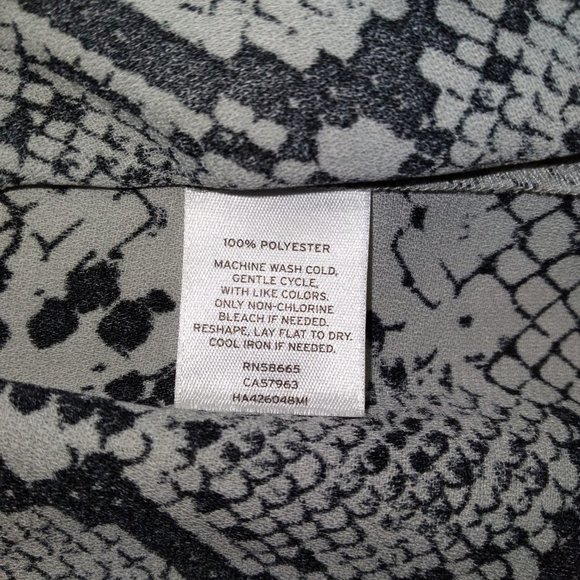 100% POLYESTER
MACHINE WASH COLD,
GENTLE CYCLE,
WITH LIKE COLORS.
ONLY NON-CHLORINE
BLEACH IF NEEDED.
RESHAPE, LAY FLAT TO DRY.
COOL IRON IF NEEDED.
RN58665
CA57963
HA426048MI